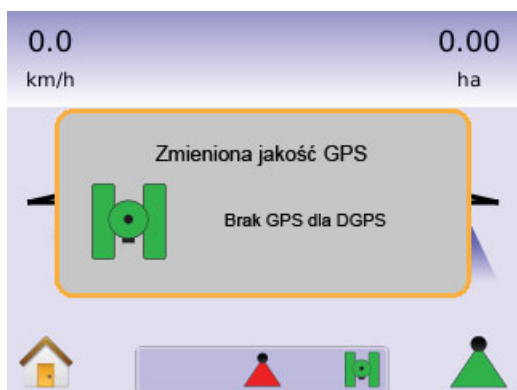 0.0
0.00
km/h
ha
Zmieniona jakość GPS
Brak GPS dla DGPS